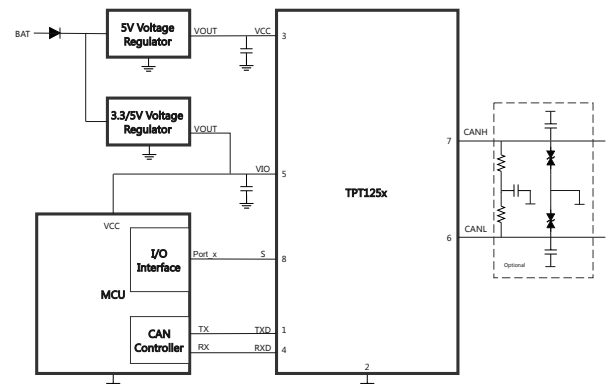 5V Voltage
Regulator
BAT
VOUT
VCC
3
3.3/5V Voltage
Regulator
VOUT
VIO
5
TPT125x
7
CANH
6
CANL
Optional
VCC
I/O
Interface
Port_x
S
8
MCU
CAN
Controller
TX
TXD
1
RX
RXD
4
2